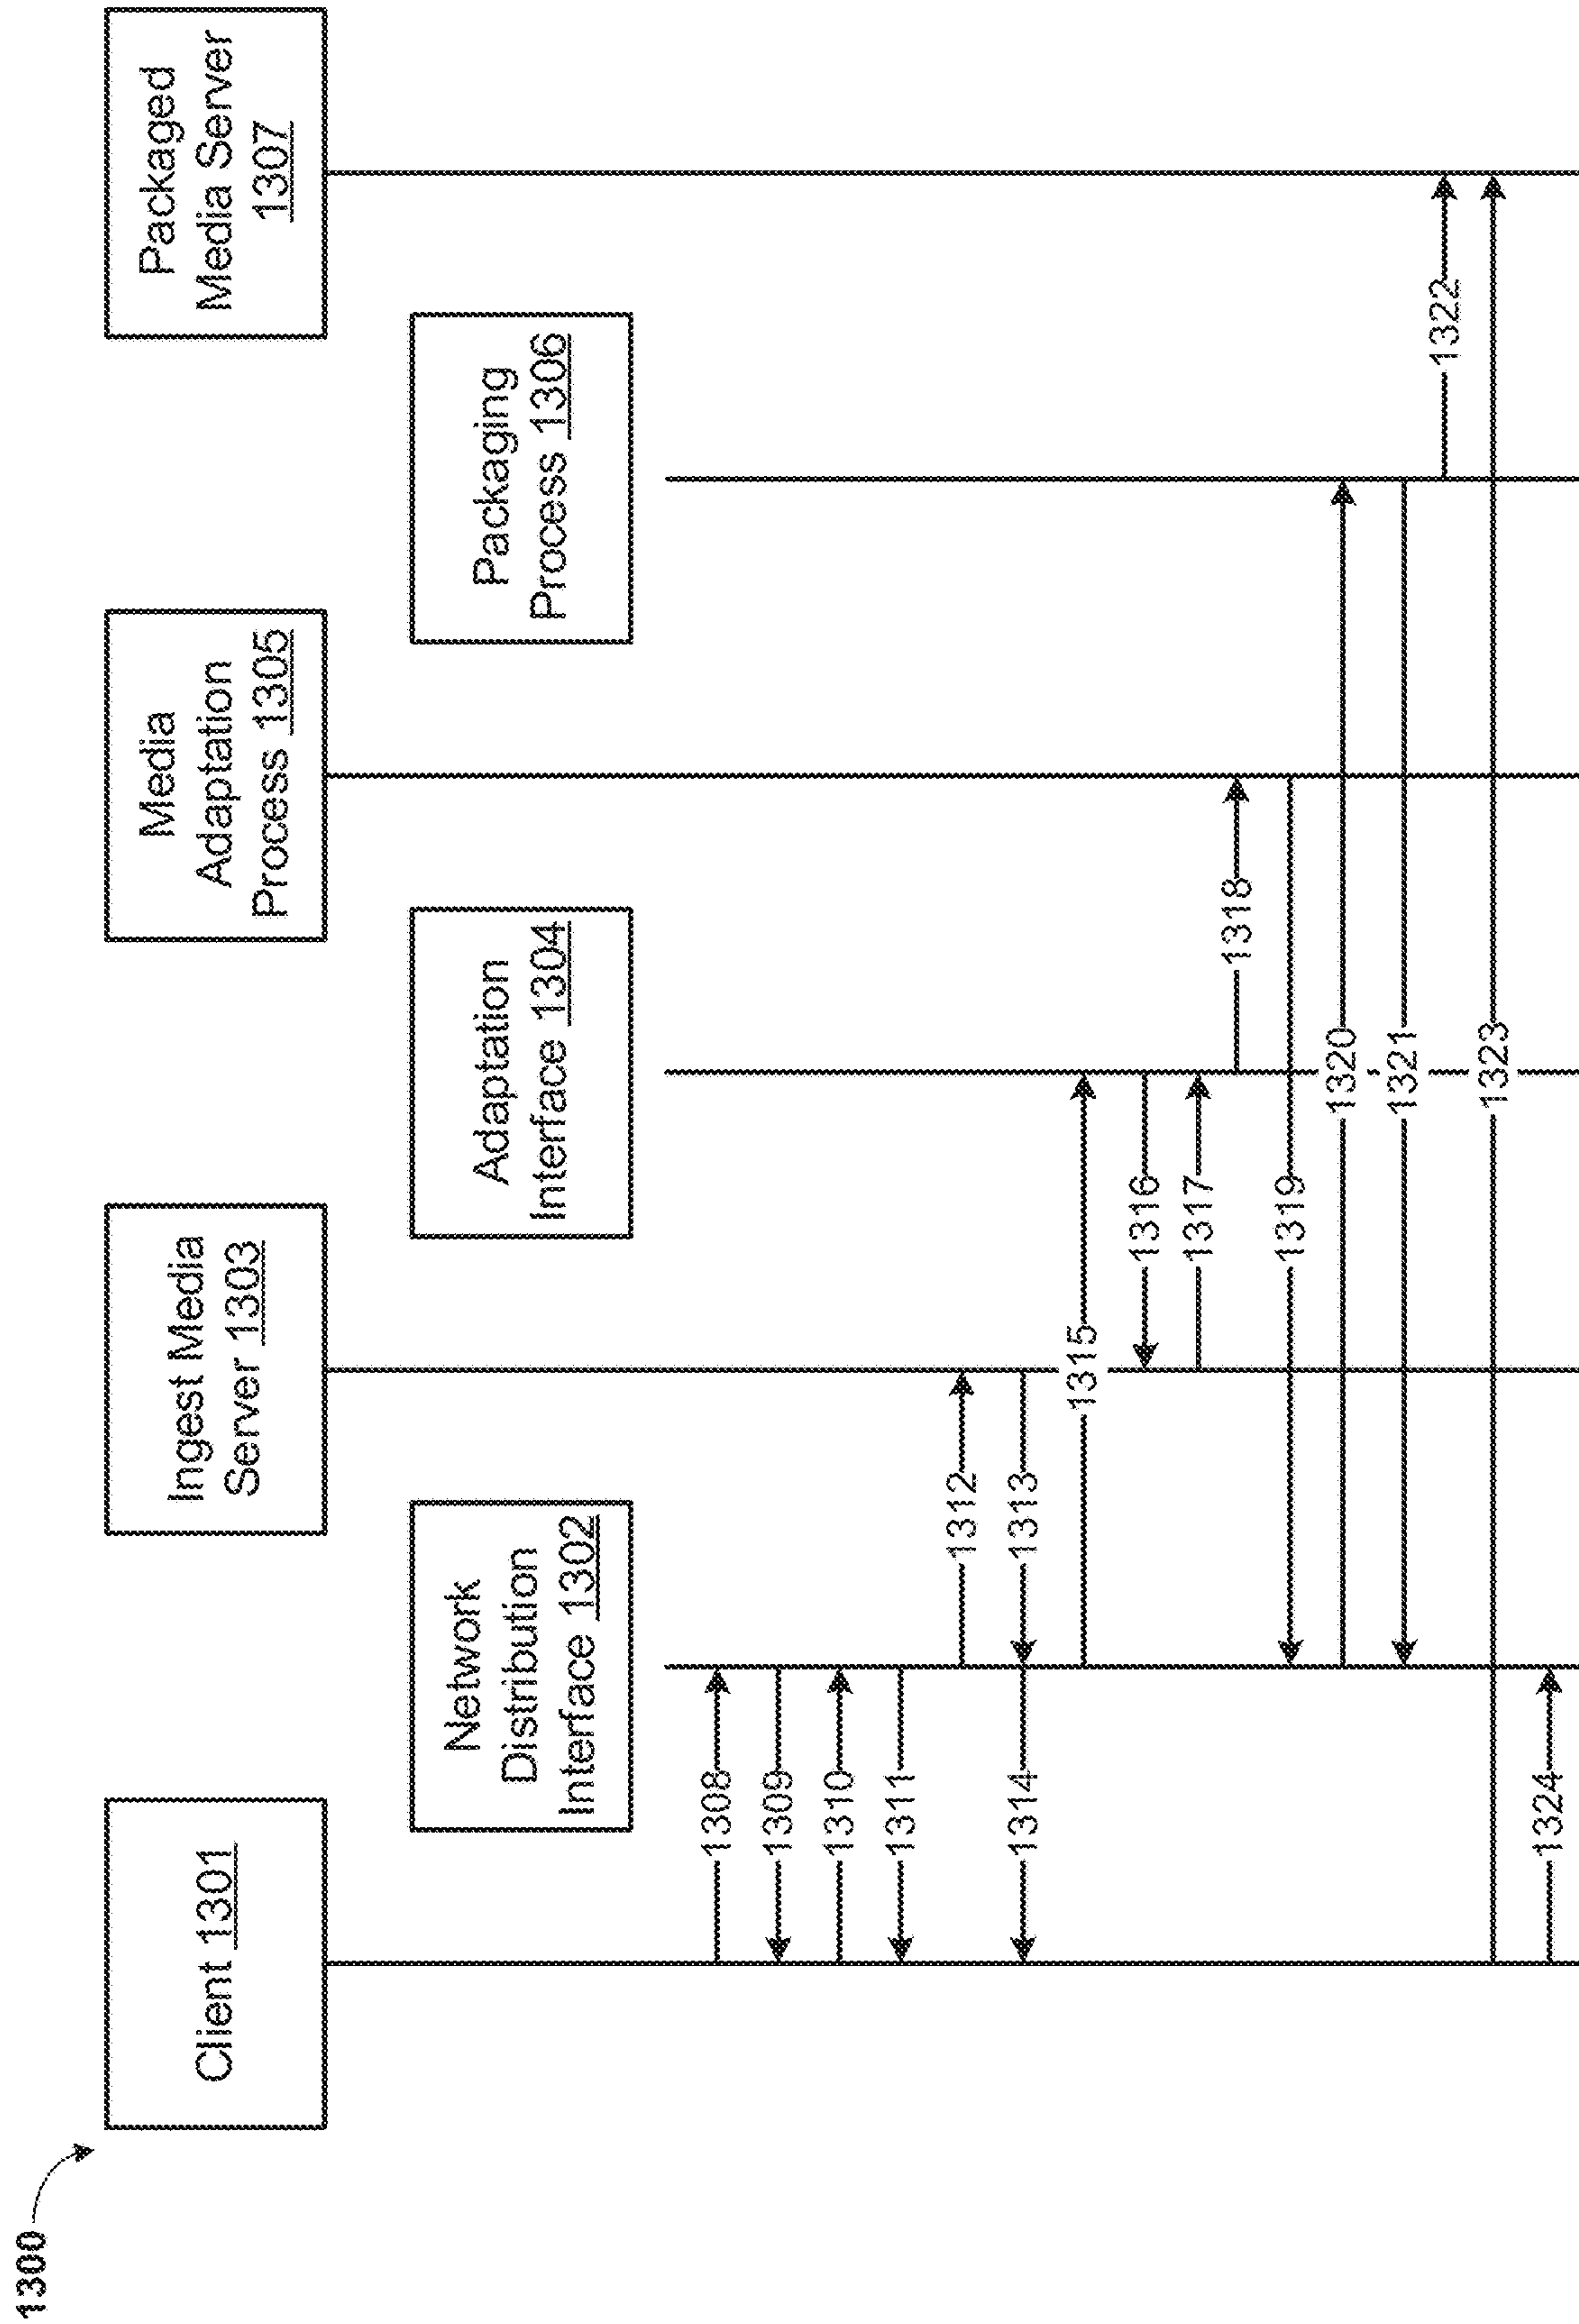 1300
Client 1301
Network
Distribution
Interface 1302
Ingest Media
Server 1303
Adaptation
Interface 1304
Media
Adaptation
Process 1305
Packaging
Process 1306
Packaged
Media Server
1307
1308
1309
1310
1311
1312
1313
1314
1315
1316
1317
1318
1319
1320
1321
1322
1323
1324